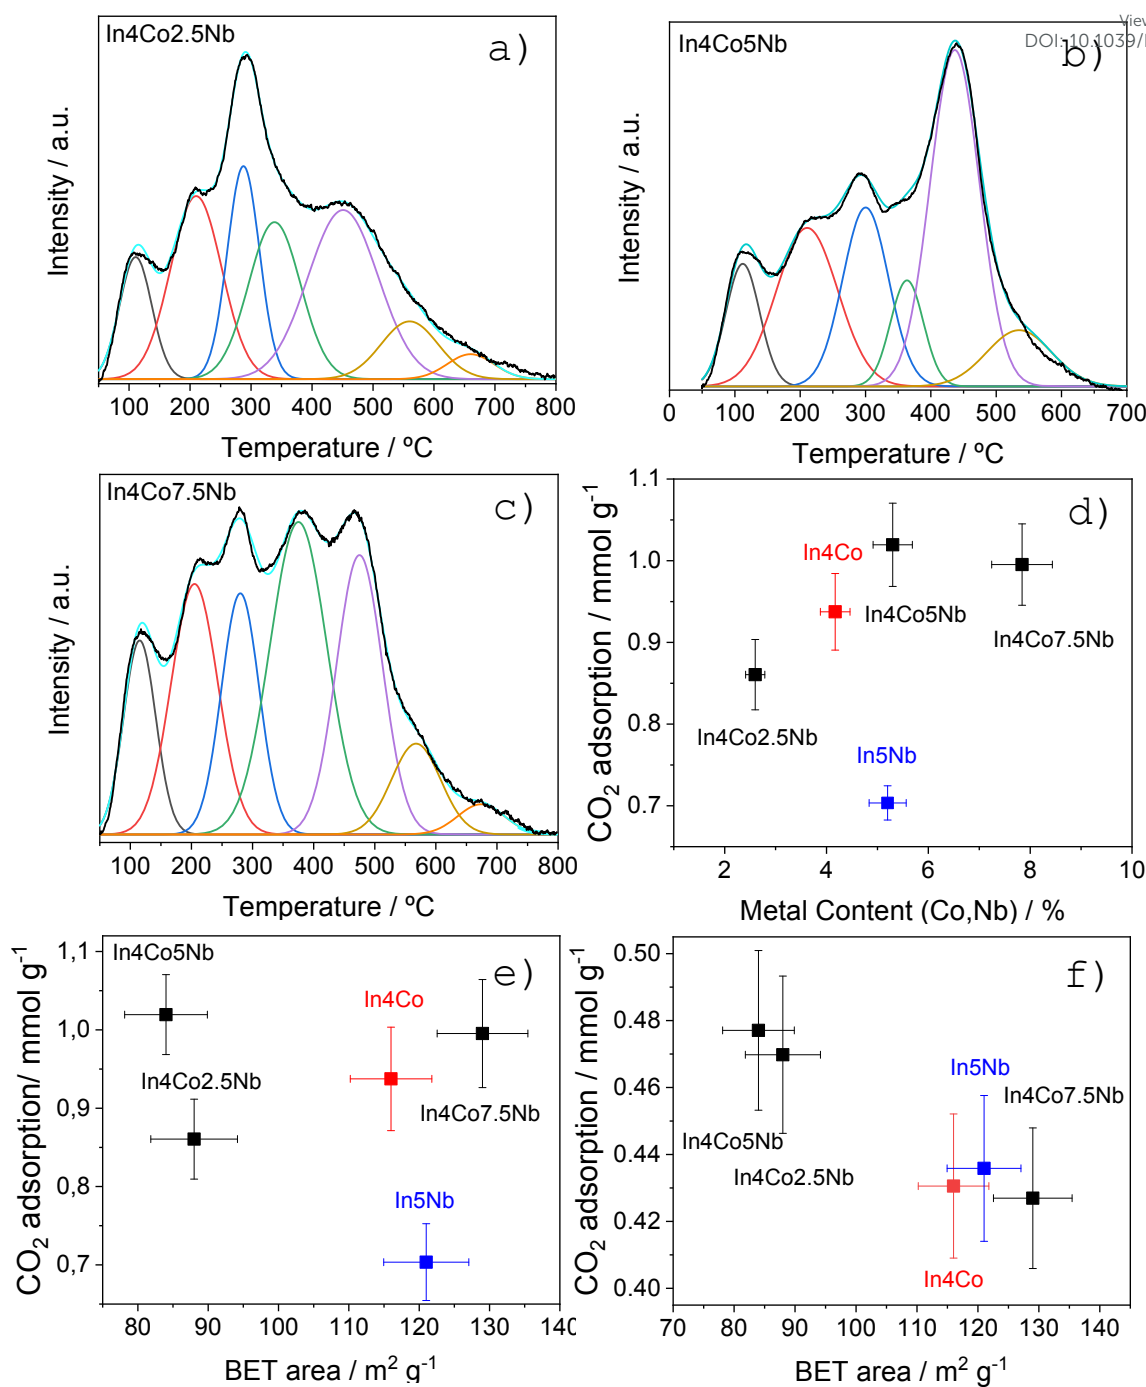 In4Co2.5Nb
a)
Intensity / a.u.
100 200 300 400 500 600 700 800
Temperature / ºC
In4Co5Nb
View
DOI: 10.1039/
b)
Intensity / a.u.
0 100 200 300 400 500 600 700
Temperature / ºC
In4Co7.5Nb
c)
Intensity / a.u.
100 200 300 400 500 600 700 800
Temperature / ºC
d)
CO₂ adsorption / mmol g⁻¹
1.1
1.0
0.9
0.8
0.7
In4Co
In4Co5Nb
In4Co7.5Nb
In4Co2.5Nb
In5Nb
2 4 6 8 10
Metal Content (Co,Nb) / %
e)
CO₂ adsorption/ mmol g⁻¹
1,1
1,0
0,9
0,8
0,7
In4Co5Nb
In4Co
In4Co2.5Nb
In4Co7.5Nb
In5Nb
80 90 100 110 120 130 140
BET area / m² g⁻¹
f)
CO₂ adsorption / mmol g⁻¹
0.50
0.48
0.46
0.44
0.42
0.40
In5Nb
In4Co7.5Nb
In4Co5Nb
In4Co2.5Nb
In4Co
70 80 90 100 110 120 130 140
BET area / m² g⁻¹